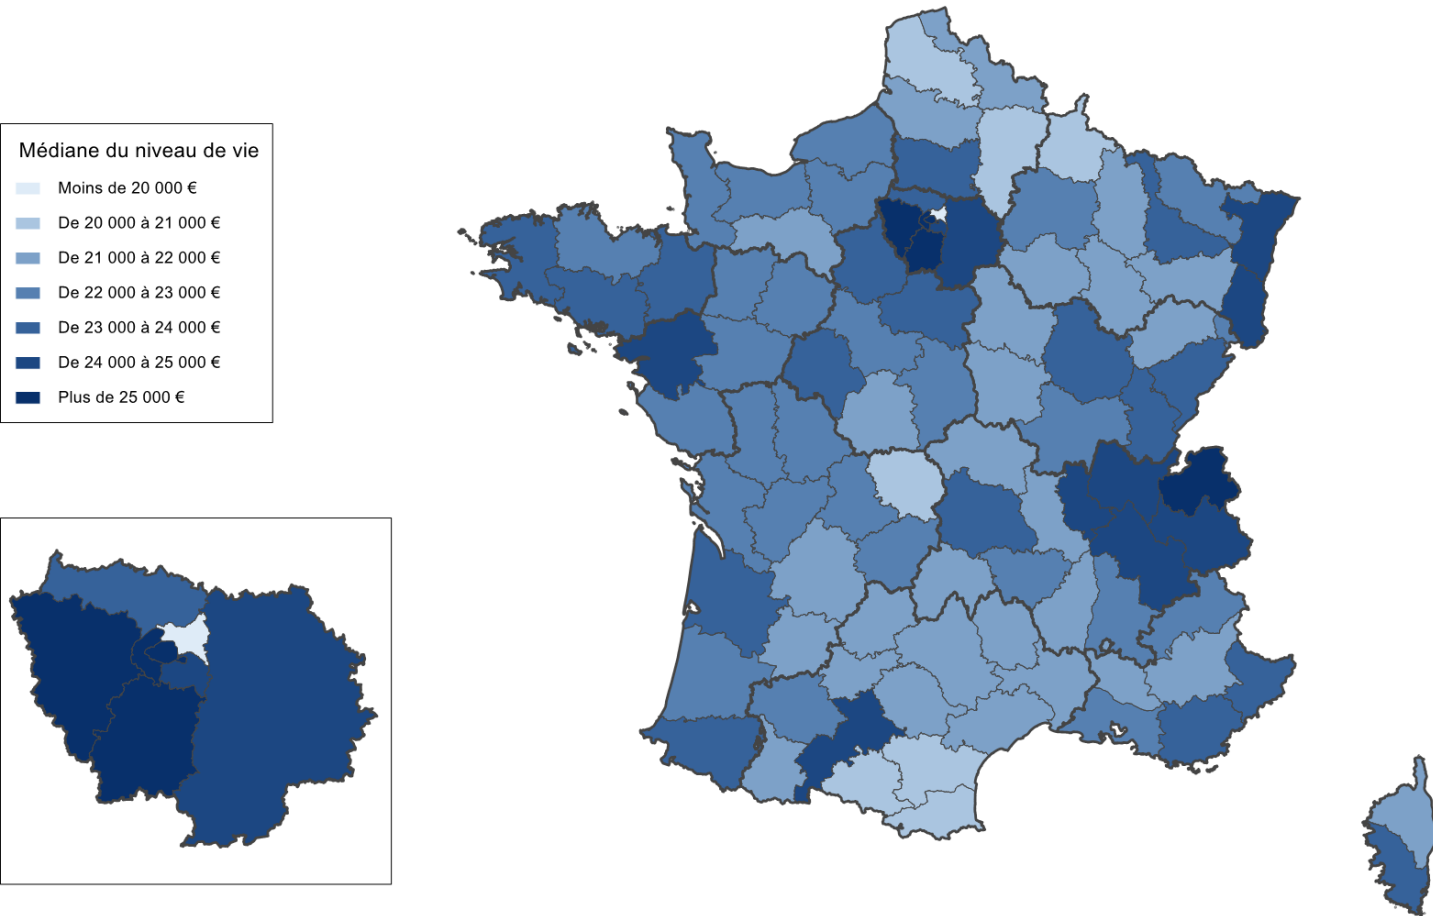 Médiane du niveau de vie
Moins de 20 000 €
De 20 000 à 21 000 €
De 21 000 à 22 000 €
De 22 000 à 23 000 €
De 23 000 à 24 000 €
De 24 000 à 25 000 €
Plus de 25 000 €